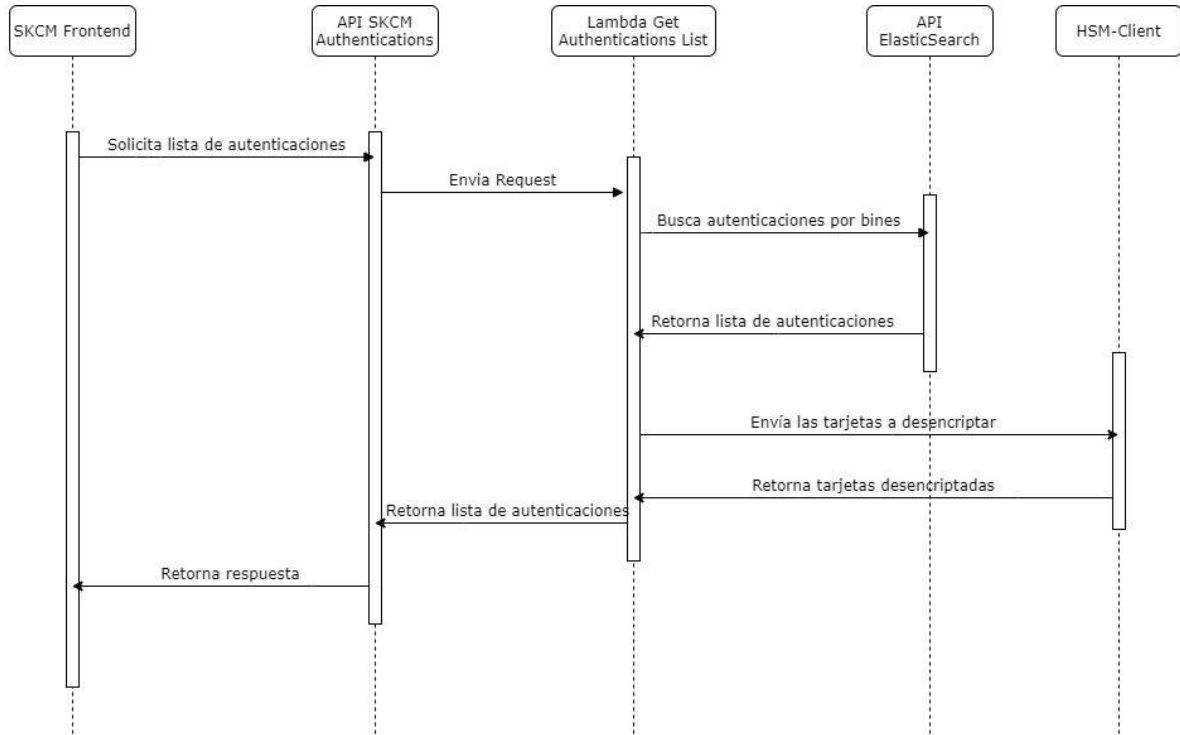 SKCM Frontend
API SKCM
Authentications
Lambda Get
Authentications List
API
ElasticSearch
HSM-Client
Solicita lista de autenticaciones
Envia Request
Busca autenticaciones por bines
Retorna lista de autenticaciones
Envía las tarjetas a desencriptar
Retorna tarjetas desencriptadas
Retorna lista de autenticaciones
Retorna respuesta